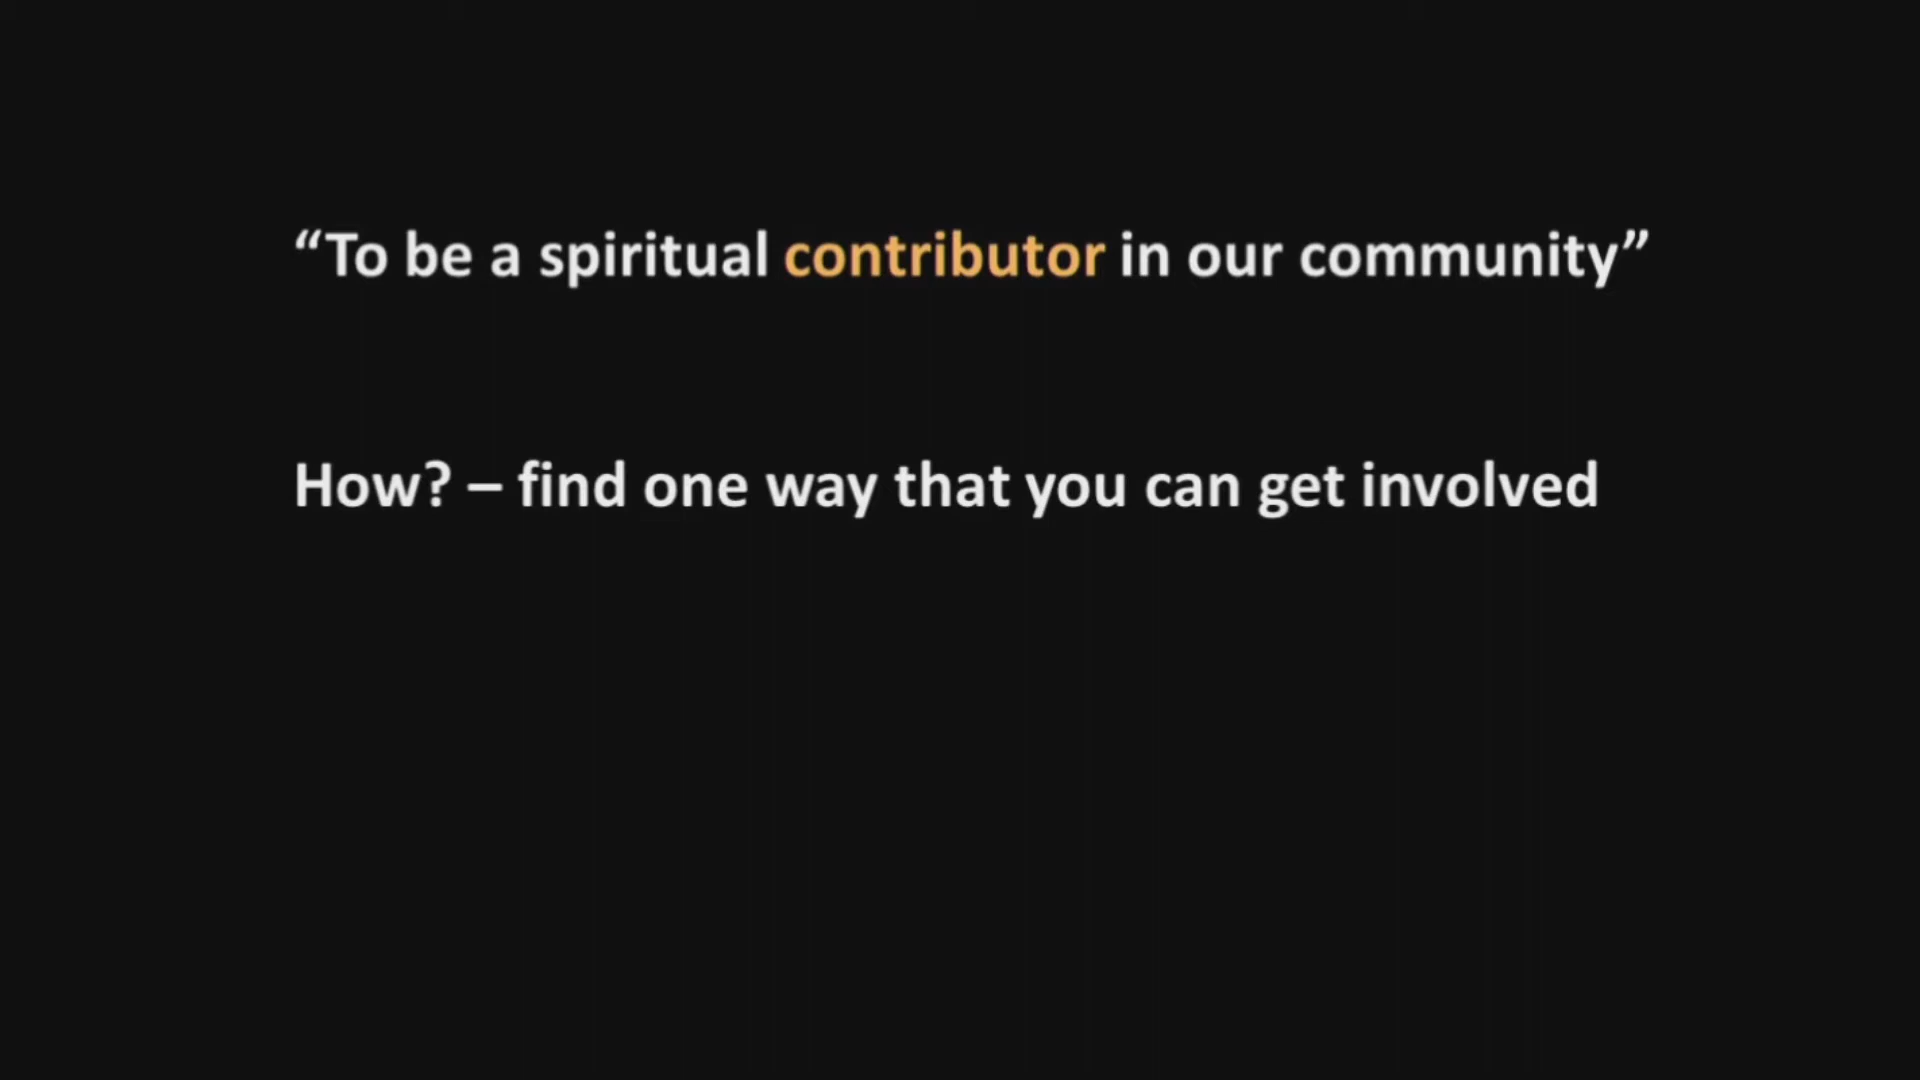 “To be a spiritual contributor in our community”
How? – find one way that you can get involved